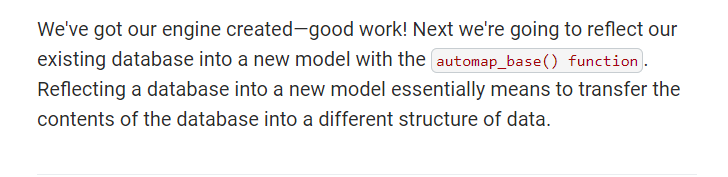 We've got our engine created—good work! Next we're going to reflect our
existing database into a new model with the automap_base() function.
Reflecting a database into a new model essentially means to transfer the
contents of the database into a different structure of data.